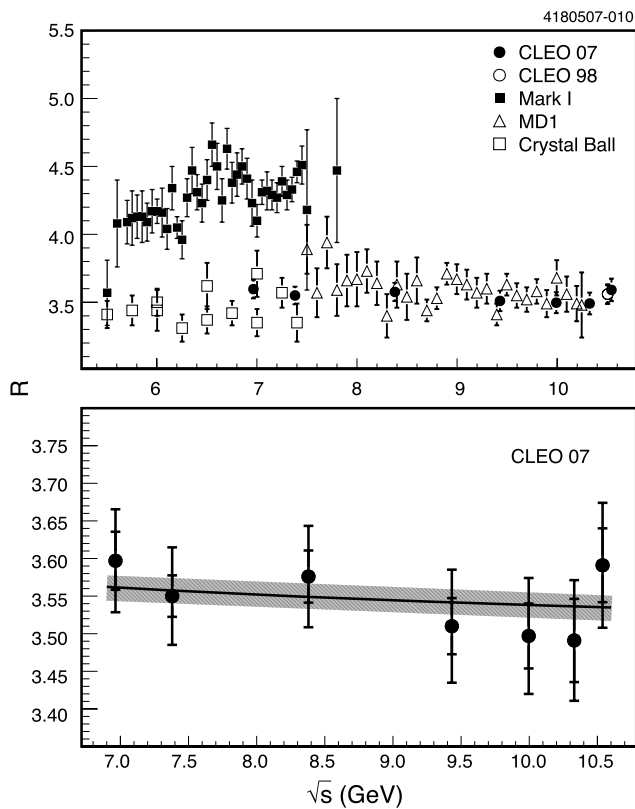 4180507-010
5.5
5.0
4.5
4.0
3.5
CLEO 07
CLEO 98
Mark I
MD1
Crystal Ball
6 7 8 9 10
R
3.75
3.70
3.65
3.60
3.55
3.50
3.45
3.40
CLEO 07
7.0 7.5 8.0 8.5 9.0 9.5 10.0 10.5
√s (GeV)